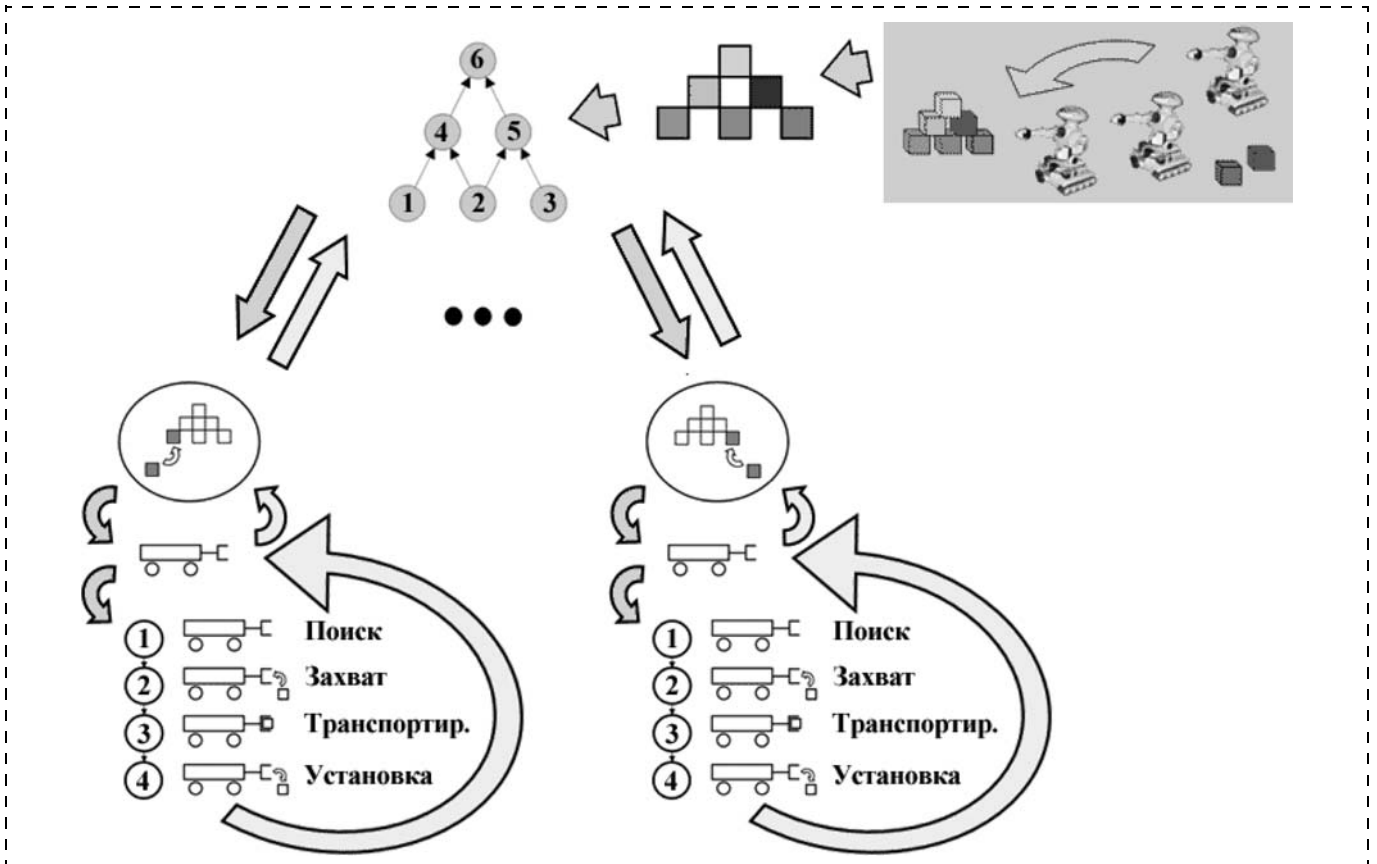 6
4 5
1 2 3
1 Поиск
2 Захват
3 Транспортир.
4 Установка
1 Поиск
2 Захват
3 Транспортир.
4 Установка